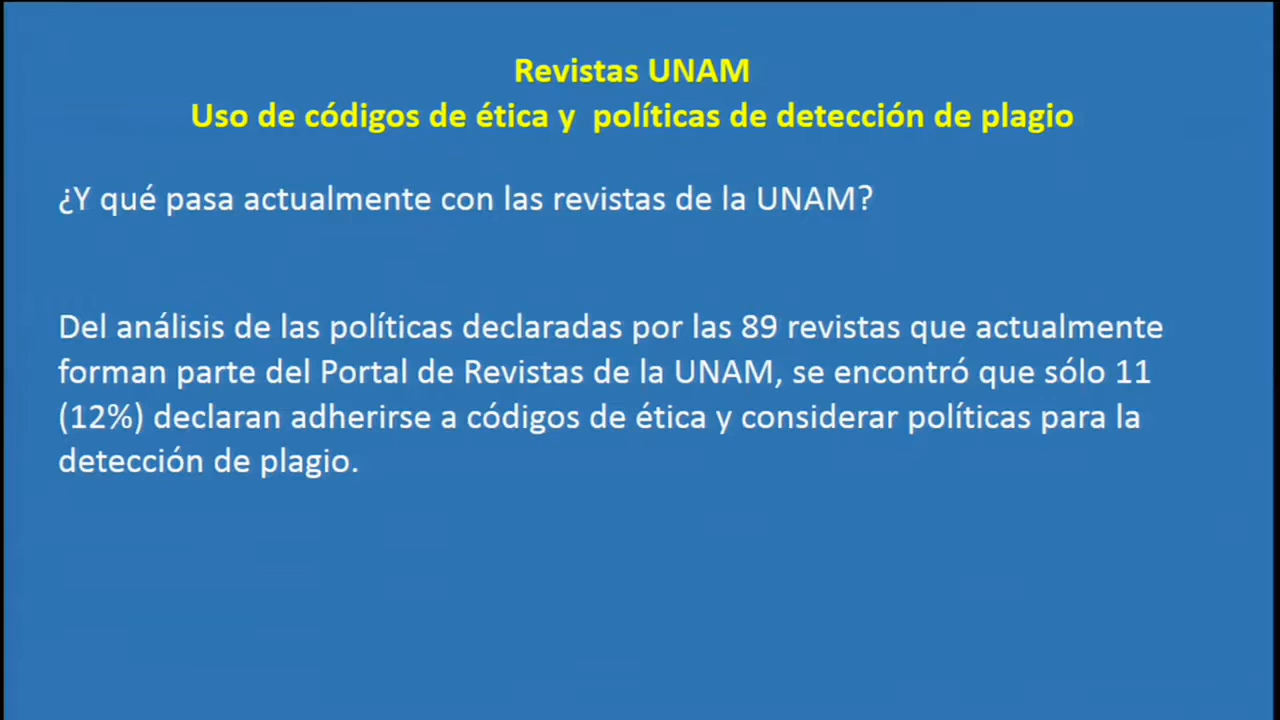 Revistas UNAM
Uso de códigos de ética y  políticas de detección de plagio
¿Y qué pasa actualmente con las revistas de la UNAM?
Del análisis de las políticas declaradas por las 89 revistas que actualmente
forman parte del Portal de Revistas de la UNAM, se encontró que sólo 11
(12%) declaran adherirse a códigos de ética y considerar políticas para la
detección de plagio.